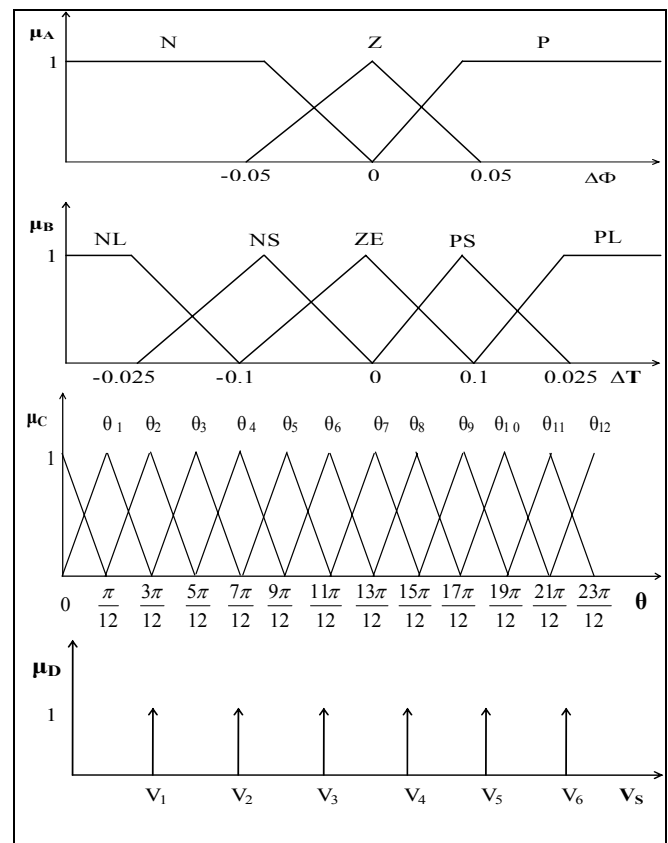 μA N Z P
1
-0.05 0 0.05 ΔΦ
μB NL NS ZE PS PL
1
-0.025 -0.1 0 0.1 0.025 ΔT
μC θ1 θ2 θ3 θ4 θ5 θ6 θ7 θ8 θ9 θ10 θ11 θ12
1
0 π/12 3π/12 5π/12 7π/12 9π/12 11π/12 13π/12 15π/12 17π/12 19π/12 21π/12 23π/12 θ
μD
1
V1 V2 V3 V4 V5 V6 VS